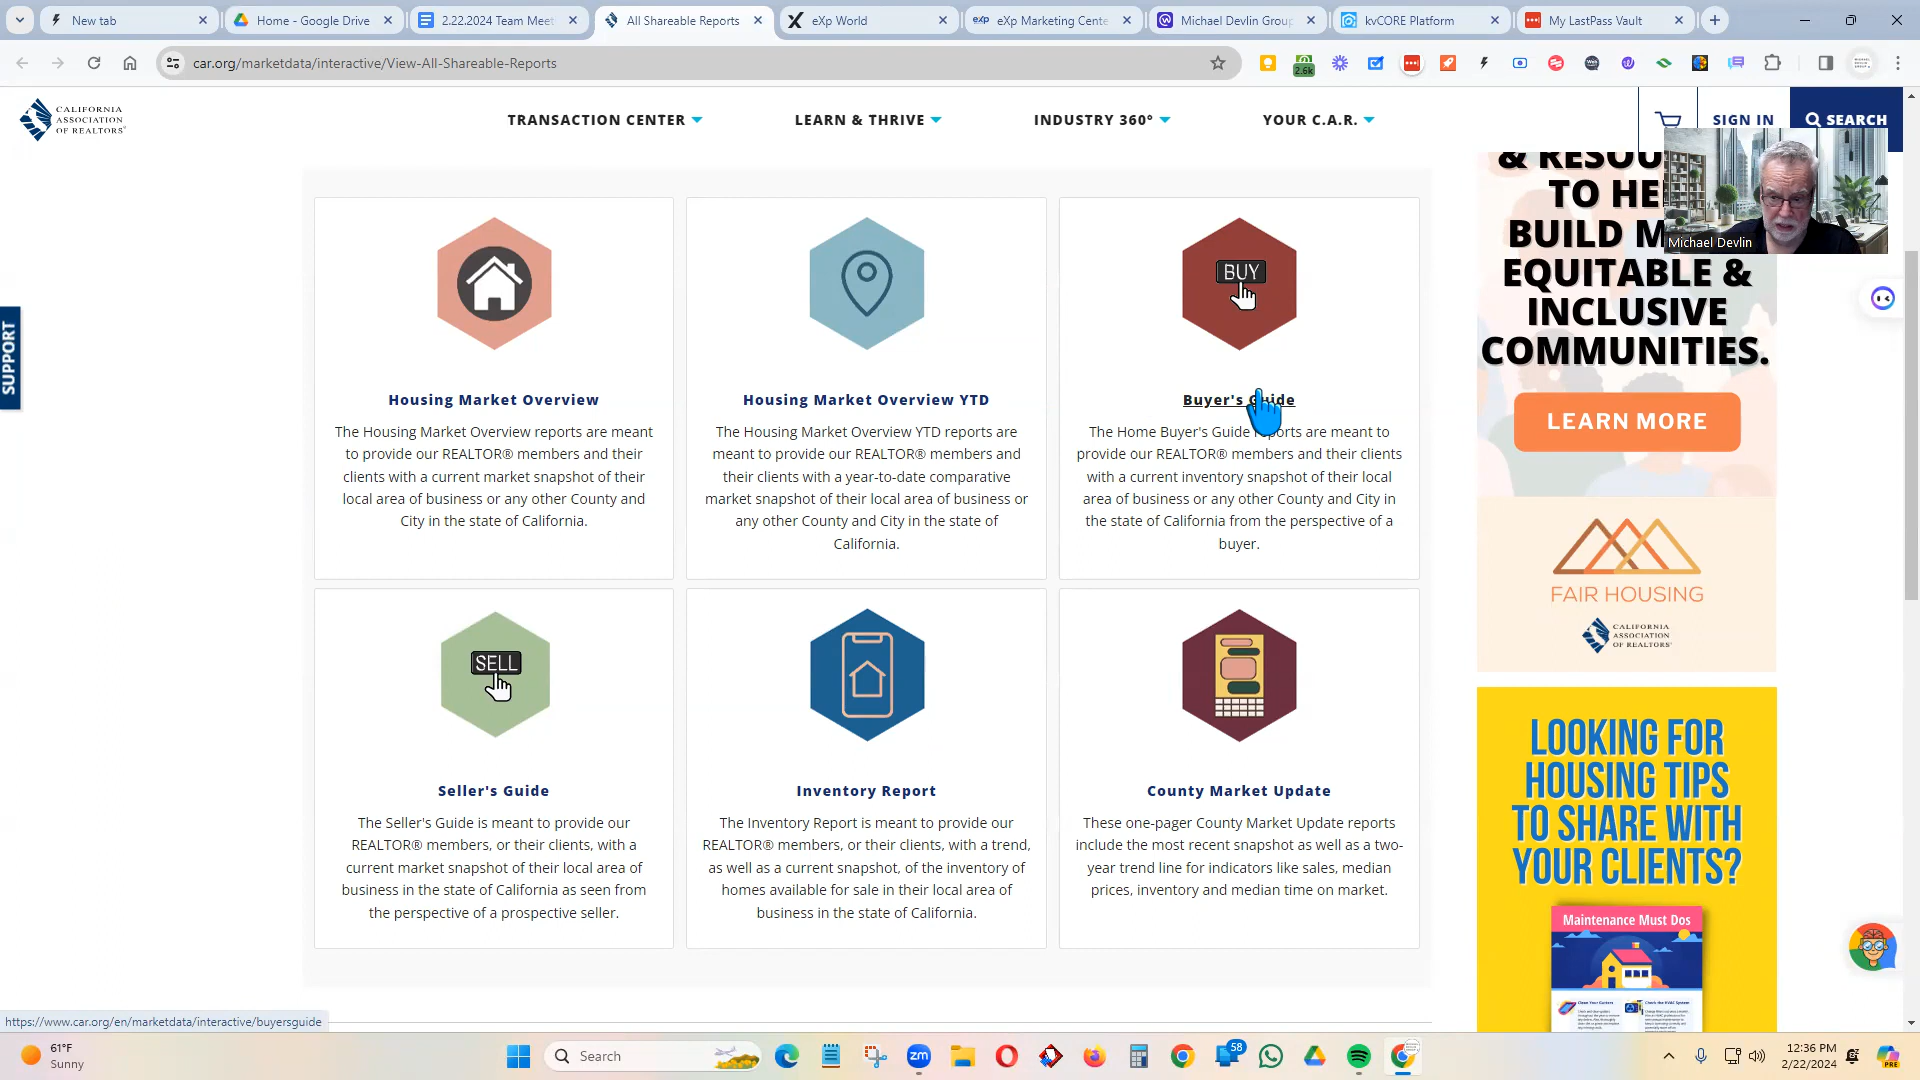 New tab
Home - Google Drive
2.22.2024 Team Meet
All Shareable Reports
eXp World
eXp Marketing Cente
Michael Devlin Group
kvCORE Platform
My LastPass Vault
car.org/marketdata/interactive/View-All-Shareable-Reports
2.6k
CALIFORNIA
ASSOCIATION
OF REALTORS®
TRANSACTION CENTER
LEARN & THRIVE
INDUSTRY 360°
YOUR C.A.R.
SIGN IN
SEARCH
SUPPORT
BUY
Housing Market Overview
The Housing Market Overview reports are meant
to provide our REALTOR® members and their
clients with a current market snapshot of their
local area of business or any other County and
City in the state of California.
Housing Market Overview YTD
The Housing Market Overview YTD reports are
meant to provide our REALTOR® members and
their clients with a year-to-date comparative
market snapshot of their local area of business or
any other County and City in the state of
California.
Buyer's Guide
The Home Buyer's Guide reports are meant to
provide our REALTOR® members and their clients
with a current inventory snapshot of their local
area of business or any other County and City in
the state of California from the perspective of a
buyer.
SELL
Seller's Guide
The Seller's Guide is meant to provide our
REALTOR® members, or their clients, with a
current market snapshot of their local area of
business in the state of California as seen from
the perspective of a prospective seller.
Inventory Report
The Inventory Report is meant to provide our
REALTOR® members, or their clients, with a trend,
as well as a current snapshot, of the inventory of
homes available for sale in their local area of
business in the state of California.
County Market Update
These one-pager County Market Update reports
include the most recent snapshot as well as a two-
year trend line for indicators like sales, median
prices, inventory and median time on market.
& RESOU
TO HE
BUILD M
EQUITABLE &
INCLUSIVE
COMMUNITIES.
Michael Devlin
LEARN MORE
FAIR HOUSING
CALIFORNIA
ASSOCIATION
OF REALTORS®
LOOKING FOR
HOUSING TIPS
TO SHARE WITH
YOUR CLIENTS?
Maintenance Must Dos
https://www.car.org/en/marketdata/interactive/buyersguide
61°F
Sunny
Search
zm
58
12:36 PM
2/22/2024
PRE